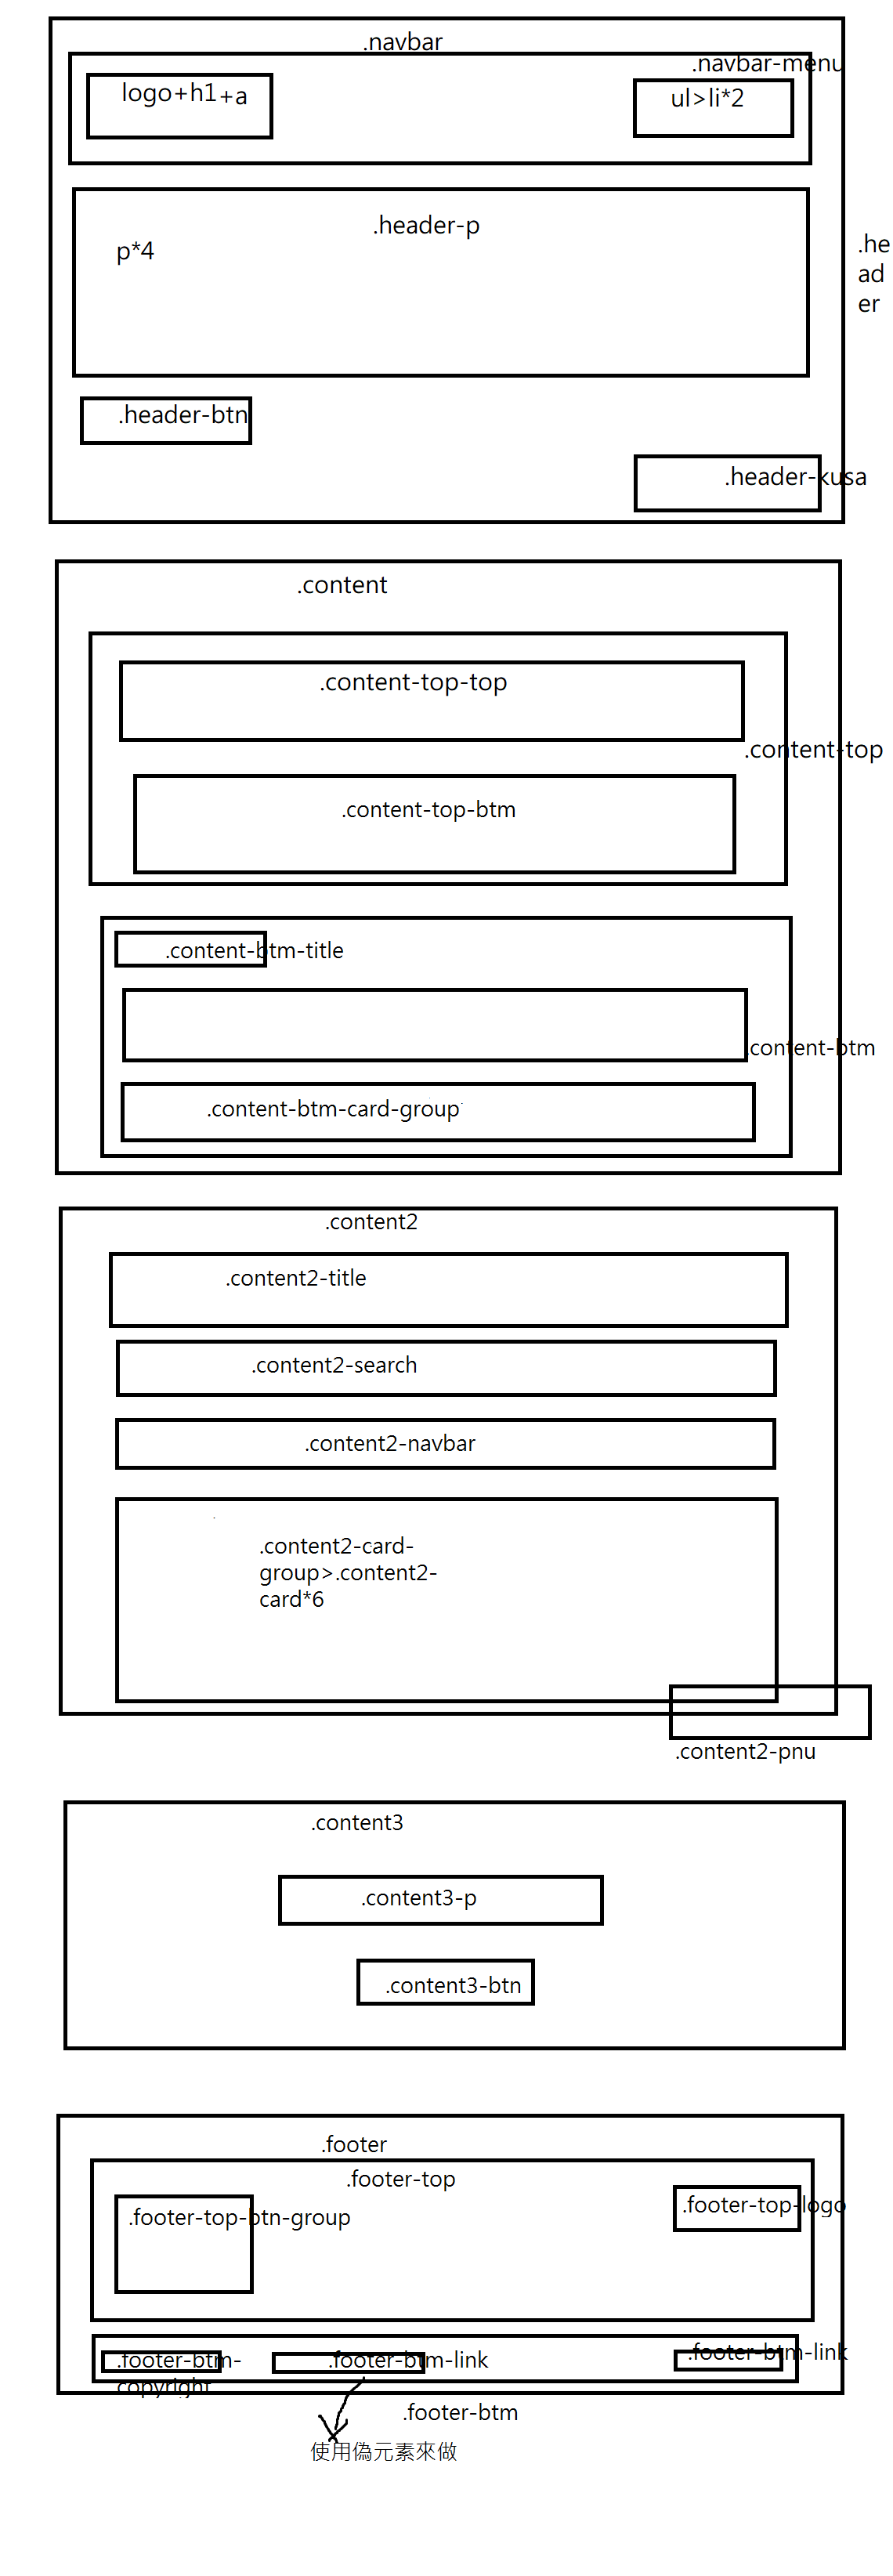 .navbar
.navbar-menu
logo+h1+a
ul>li*2
.header-p
p*4
.he
ad
er
.header-btn
.header-kusa
.content
.content-top-top
.content-top
.content-top-btm
.content-btm-title
.content-btm
.content-btm-card-group
.content2
.content2-title
.content2-search
.content2-navbar
.content2-card-
group>.content2-
card*6
.content2-pnu
.content3
.content3-p
.content3-btn
.footer
.footer-top
.footer-top-btn-group
.footer-top-logo
.footer-btm-
copyright
.footer-btm-link
.footer-btm-link
.footer-btm
使用偽元素來做